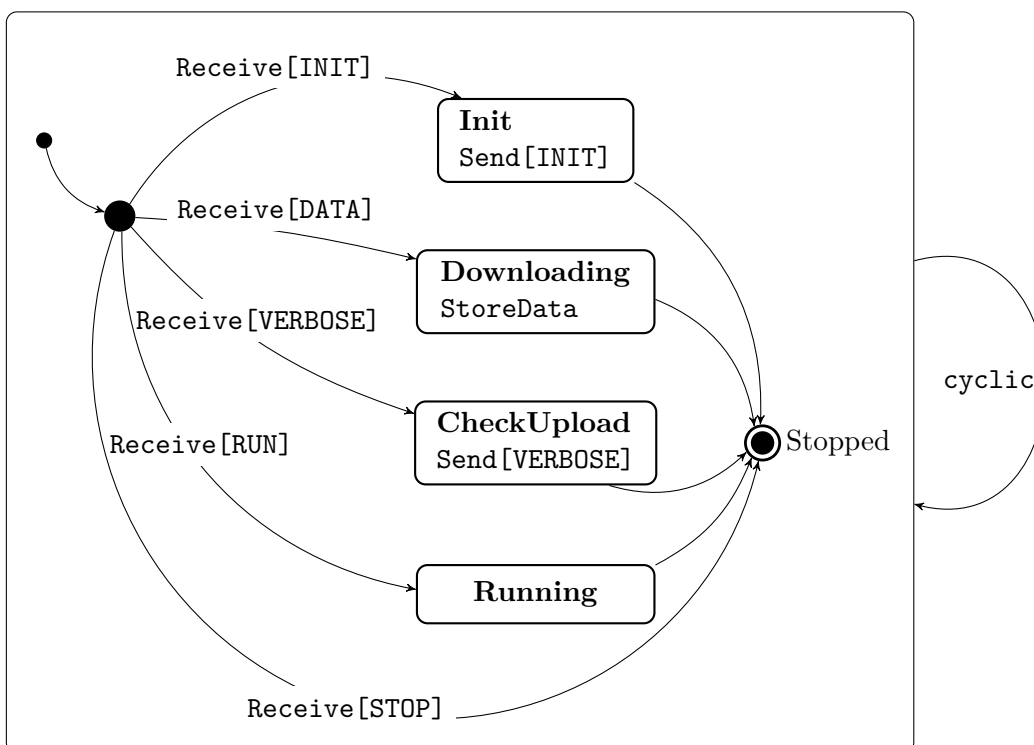 Receive[INIT]
Init
Send[INIT]
Receive[DATA]
Downloading
StoreData
Receive[VERBOSE]
cyclic
CheckUpload
Send[VERBOSE]
Stopped
Receive[RUN]
Running
Receive[STOP]